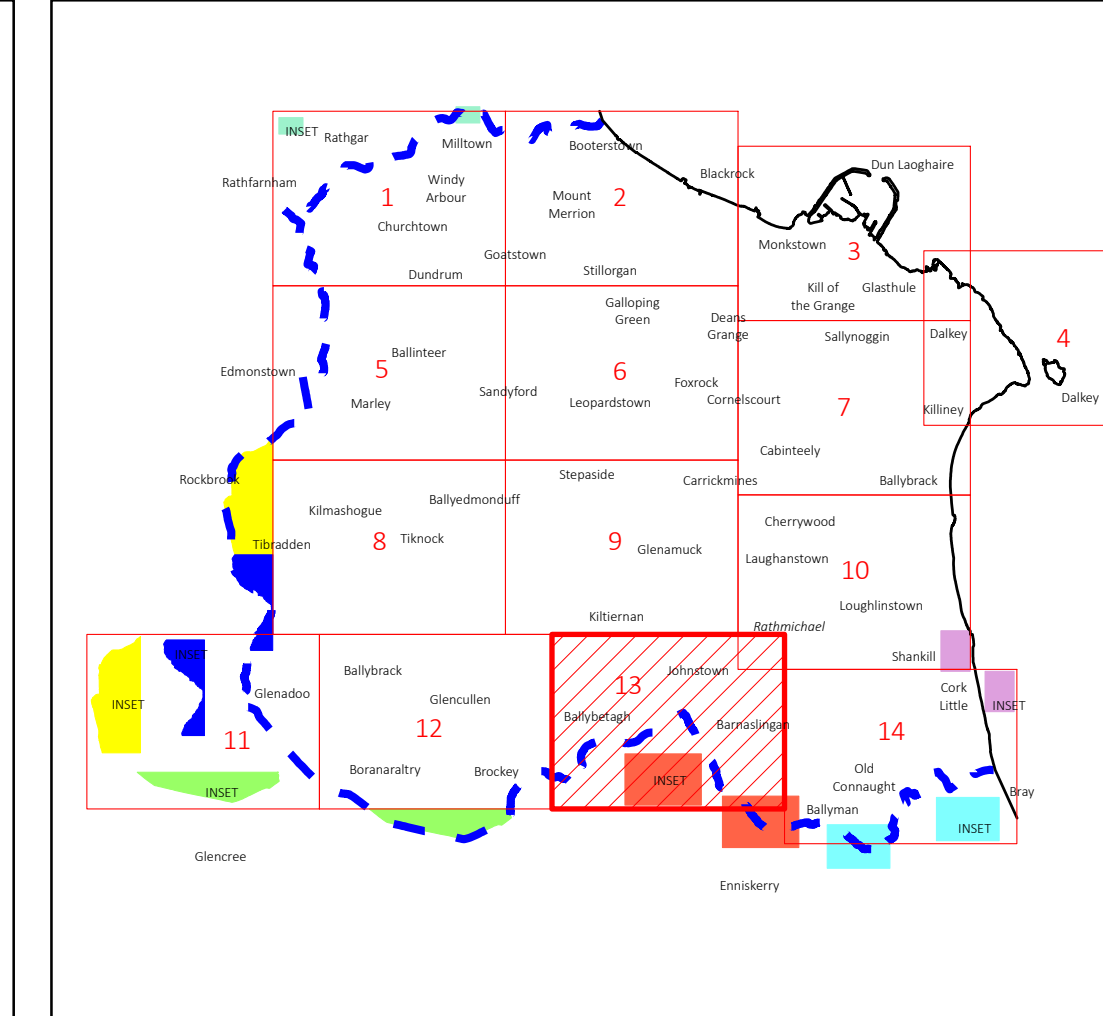 INSET
Rathgar
Milltown
Booterstown
Rathfarnham
Windy
Arbour
1
Churchtown
Goatstown
Dundrum
Mount
Merrion
2
Stillorgan
Blackrock
Dun Laoghaire
Monkstown
3
Kill of
the Grange
Glasthule
4
Dalkey
Dalkey
Killiney
Edmonstown
Ballinteer
5
Marley
Sandyford
Galloping
Green
Deans
Grange
6
Foxrock
Leopardstown
Cornelscourt
Sallynoggin
7
Cabinteely
Ballybrack
Rockbrook
Tibradden
Kilmashogue
Ballyedmonduff
8
Tiknock
Stepaside
Carrickmines
9
Glenamuck
Kiltiernan
Cherrywood
Laughanstown
10
Loughlinstown
Rathmichael
Shankill
INSET
INSET
Glenadoo
11
INSET
Glencree
Ballybrack
Glencullen
12
Boranaraltry
Brockey
Johnstown
13
Ballybetagh
Barnaslingan
INSET
Cork
Little
INSET
14
Old
Connaught
Bray
Ballyman
INSET
Enniskerry